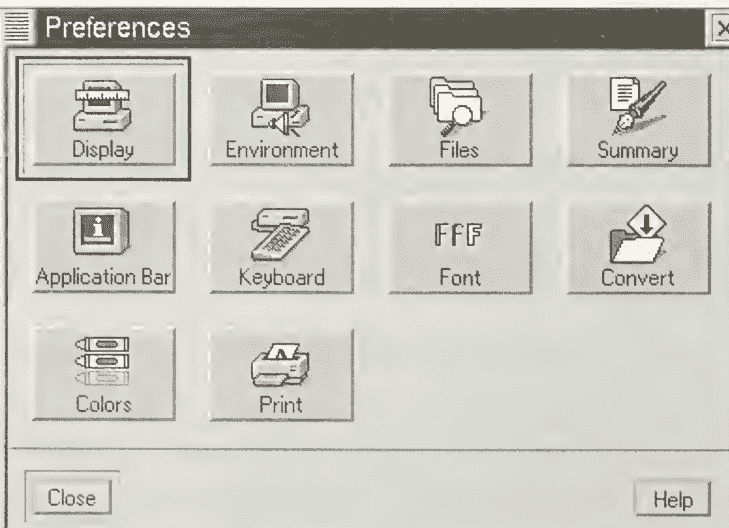 Preferences
Display
Environment
Files
Summary
Application Bar
Keyboard
FfF
Font
Convert
Colors
Print
Close
Help